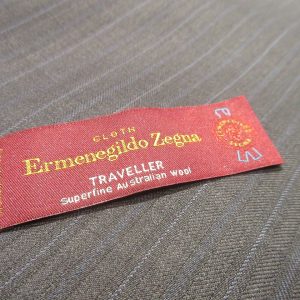 CLOTH
Ermenegildo Zegna
TRAVELLER
Superfine Australian Wool